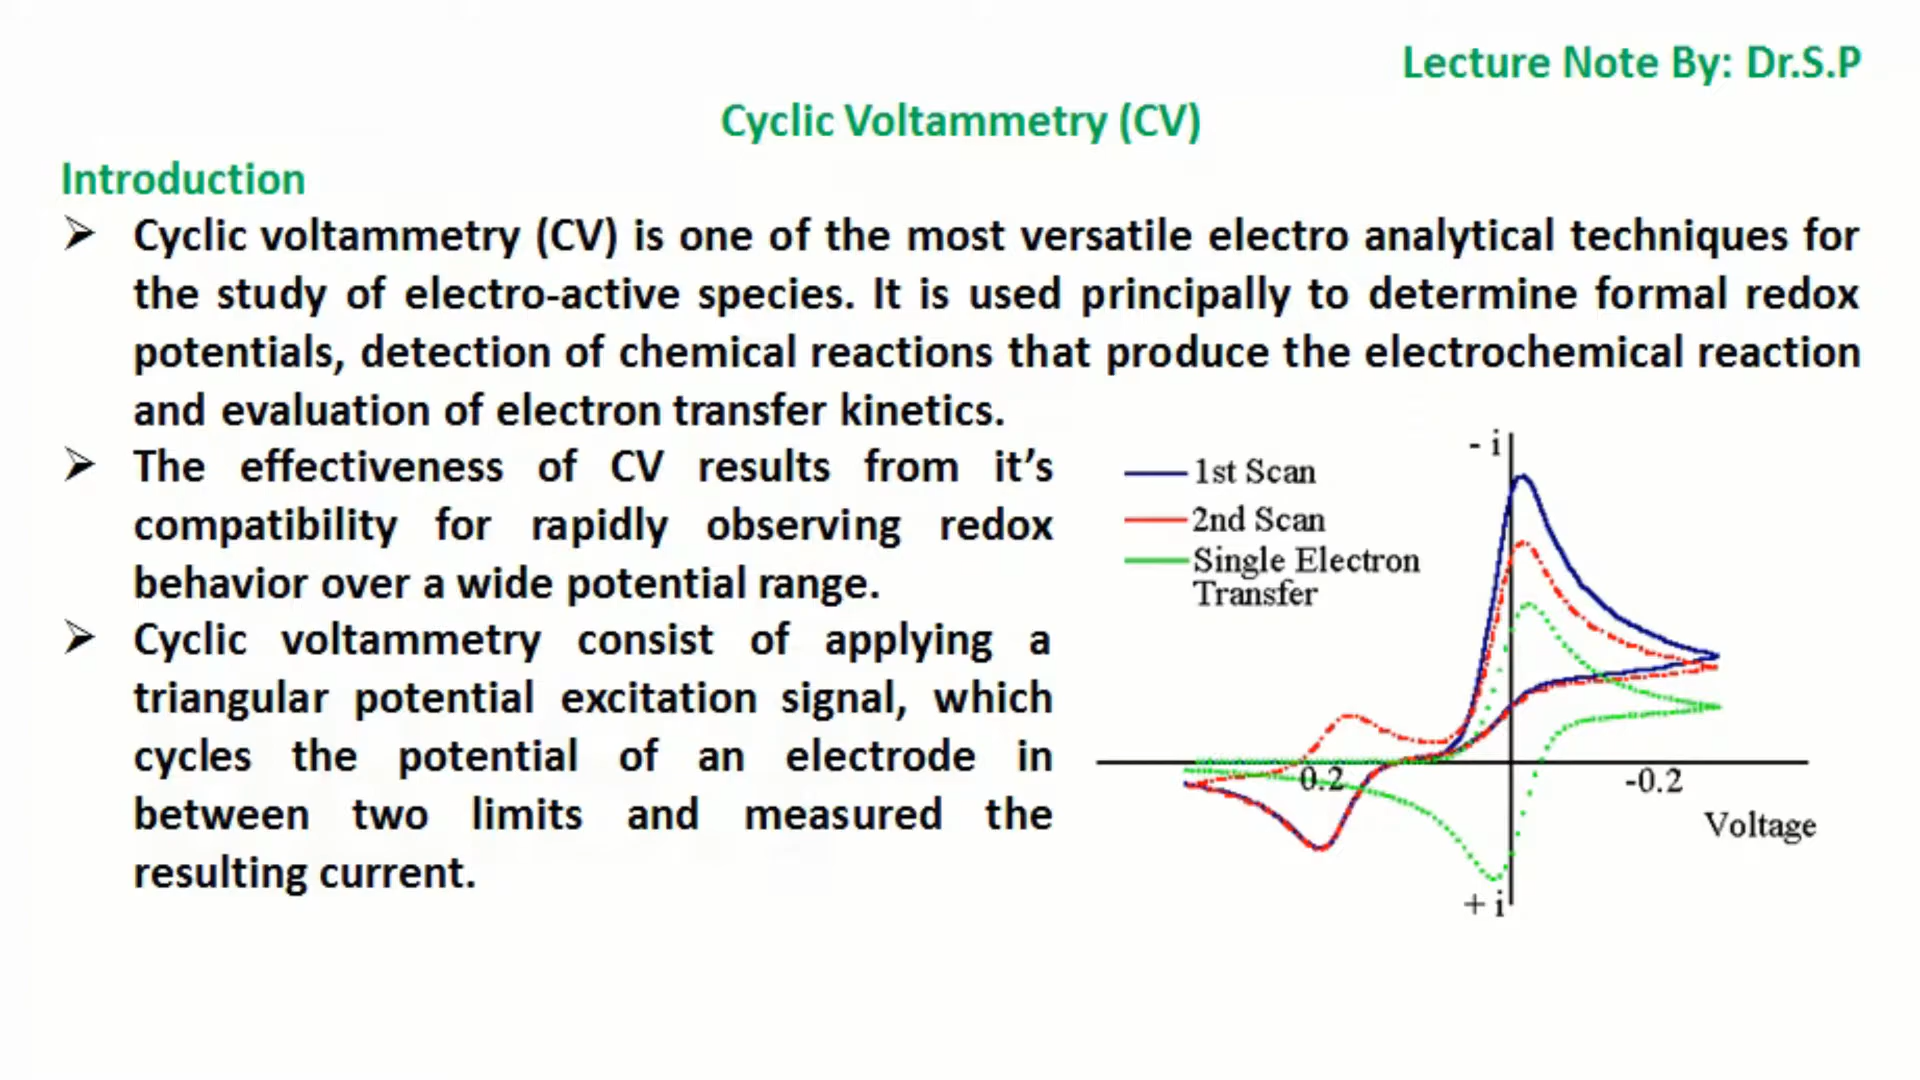 Lecture Note By: Dr.S.P
Cyclic Voltammetry (CV)
Introduction
➢ Cyclic voltammetry (CV) is one of the most versatile electro analytical techniques for
the study of electro-active species. It is used principally to determine formal redox
potentials, detection of chemical reactions that produce the electrochemical reaction
and evaluation of electron transfer kinetics.
➢ The effectiveness of CV results from it’s
compatibility for rapidly observing redox
behavior over a wide potential range.
➢ Cyclic voltammetry consist of applying a
triangular potential excitation signal, which
cycles the potential of an electrode in
between two limits and measured the
resulting current.
- i
1st Scan
2nd Scan
Single Electron
Transfer
0.2
-0.2
Voltage
+ i